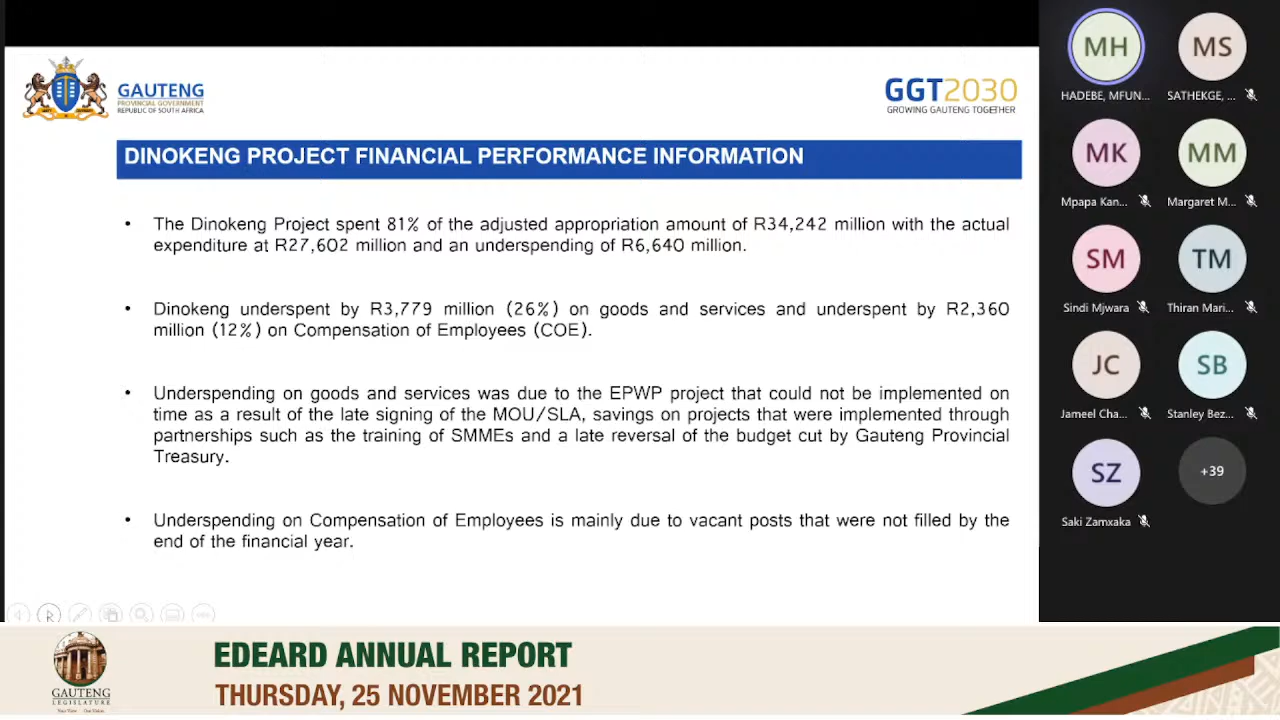 GAUTENG
PROVINCIAL GOVERNMENT
REPUBLIC OF SOUTH AFRICA
GGT2030
GROWING GAUTENG TOGETHER
DINOKENG PROJECT FINANCIAL PERFORMANCE INFORMATION
• The Dinokeng Project spent 81% of the adjusted appropriation amount of R34,242 million with the actual
expenditure at R27,602 million and an underspending of R6,640 million.
• Dinokeng underspent by R3,779 million (26%) on goods and services and underspent by R2,360
million (12%) on Compensation of Employees (COE).
• Underspending on goods and services was due to the EPWP project that could not be implemented on
time as a result of the late signing of the MOU/SLA, savings on projects that were implemented through
partnerships such as the training of SMMEs and a late reversal of the budget cut by Gauteng Provincial
Treasury.
• Underspending on Compensation of Employees is mainly due to vacant posts that were not filled by the
end of the financial year.
MH
MS
HADEBE, MFUN...
SATHEKGE, ...
MK
MM
Mpapa Kan...
Margaret M...
SM
TM
Sindi Mjwara
Thiran Mari...
JC
SB
Jameel Cha...
Stanley Bez...
SZ
+39
Saki Zamxaka
GAUTENG
LEGISLATURE
EDEARD ANNUAL REPORT
THURSDAY, 25 NOVEMBER 2021